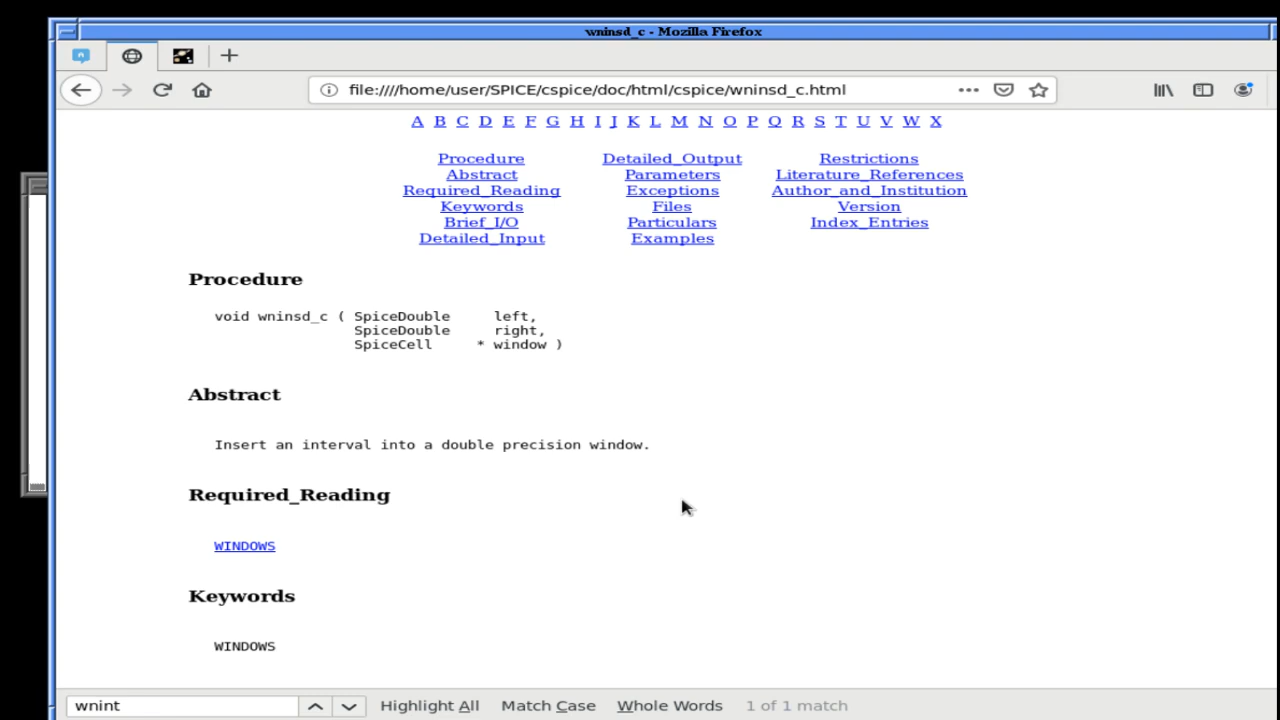 wninsd_c - Mozilla Firefox
file:////home/user/SPICE/cspice/doc/html/cspice/wninsd_c.html
A B C D E F G H I J K L M N O P Q R S T U V W X
Procedure Detailed_Output Restrictions
Abstract Parameters Literature_References
Required_Reading Exceptions Author_and_Institution
Keywords Files Version
Brief_I/O Particulars Index_Entries
Detailed_Input Examples
Procedure
void wninsd_c ( SpiceDouble left,
SpiceDouble right,
SpiceCell * window )
Abstract
Insert an interval into a double precision window.
Required_Reading
WINDOWS
Keywords
WINDOWS
wnint Highlight All Match Case Whole Words 1 of 1 match